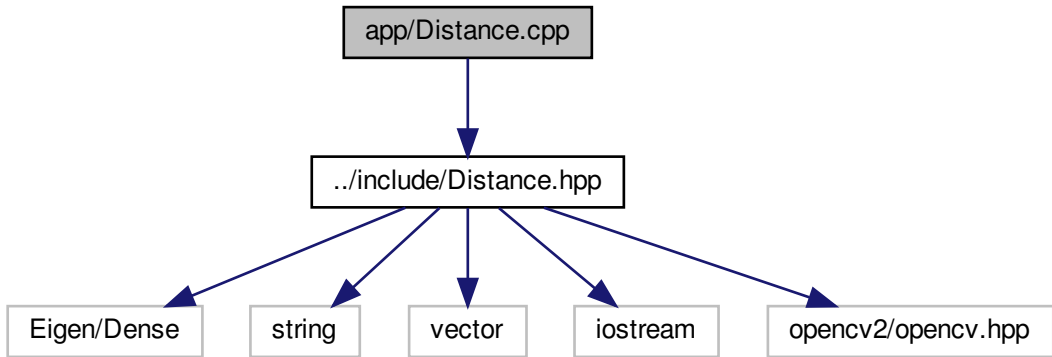 app/Distance.cpp
../include/Distance.hpp
Eigen/Dense
string
vector
iostream
opencv2/opencv.hpp